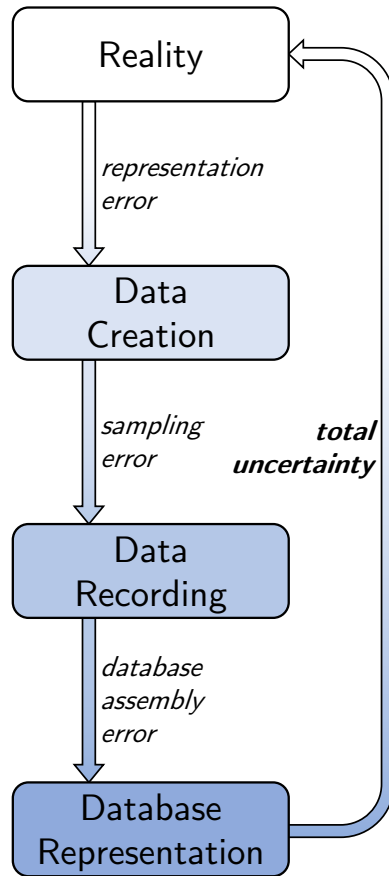 Reality
representation
error
Data
Creation
sampling
error
total
uncertainty
Data
Recording
database
assembly
error
Database
Representation